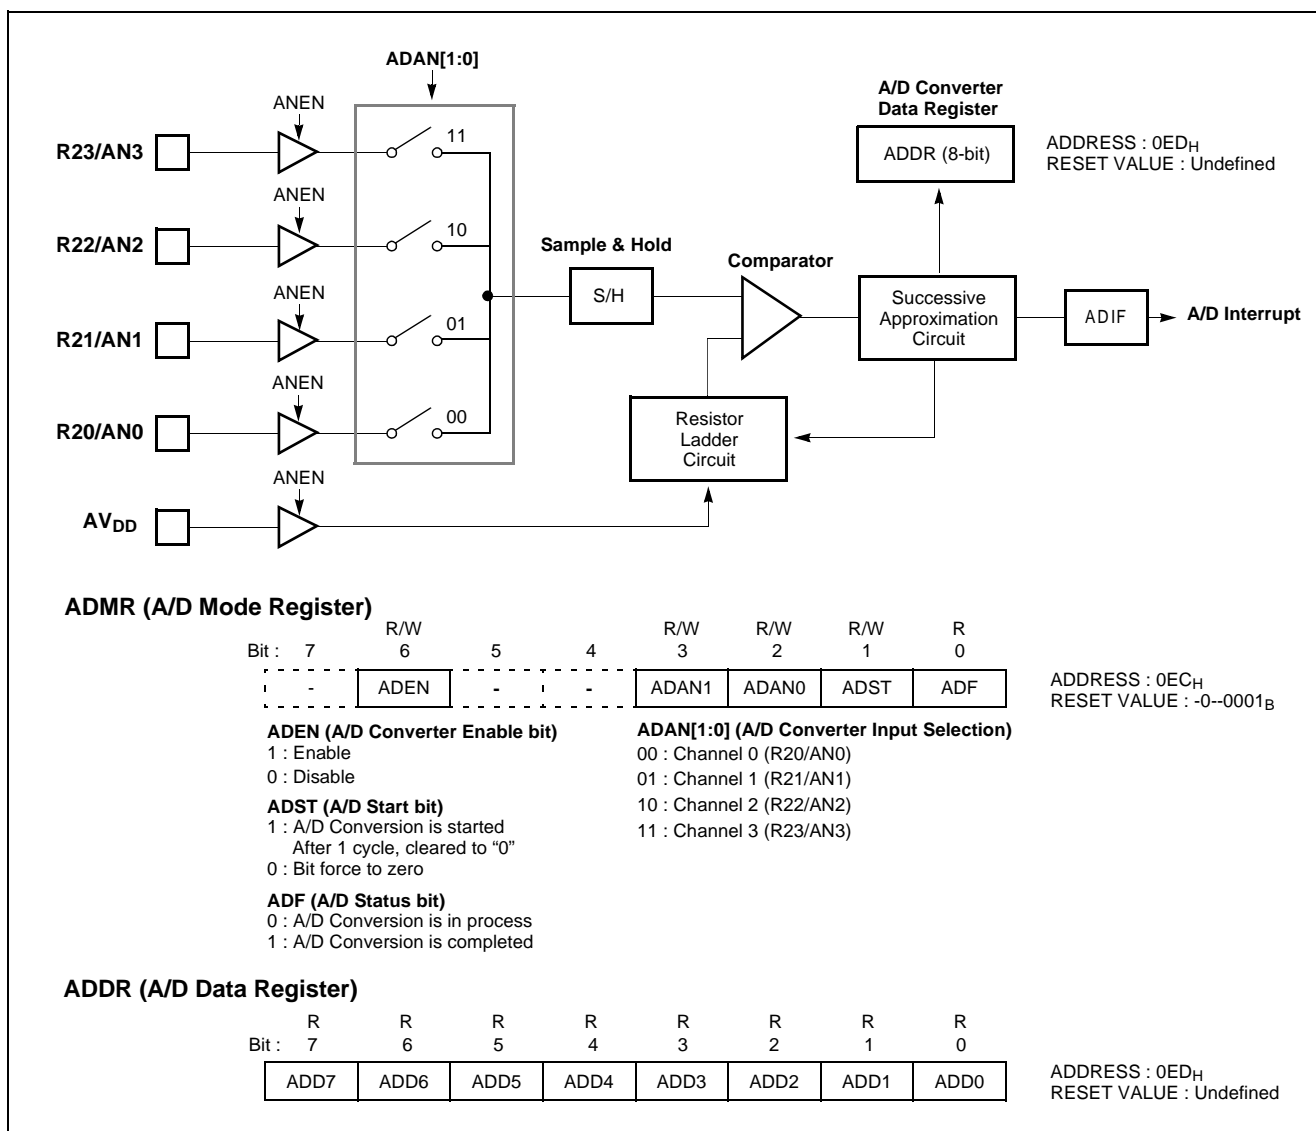 ADAN[1:0]
ANEN
R23/AN3
11
A/D Converter
Data Register
ADDR (8-bit)
ADDRESS : 0EDH
RESET VALUE : Undefined
ANEN
R22/AN2
10
Sample & Hold
S/H
Comparator
Successive
Approximation
Circuit
ADIF
A/D Interrupt
ANEN
R21/AN1
01
ANEN
R20/AN0
00
Resistor
Ladder
Circuit
ANEN
AVDD
ADMR (A/D Mode Register)
R/W R/W R/W R/W R
Bit : 7 6 5 4 3 2 1 0
- ADEN - - ADAN1 ADAN0 ADST ADF
ADDRESS : 0ECH
RESET VALUE : -0--0001B
ADEN (A/D Converter Enable bit)
1 : Enable
0 : Disable
ADST (A/D Start bit)
1 : A/D Conversion is started
After 1 cycle, cleared to “0”
0 : Bit force to zero
ADF (A/D Status bit)
0 : A/D Conversion is in process
1 : A/D Conversion is completed
ADAN[1:0] (A/D Converter Input Selection)
00 : Channel 0 (R20/AN0)
01 : Channel 1 (R21/AN1)
10 : Channel 2 (R22/AN2)
11 : Channel 3 (R23/AN3)
ADDR (A/D Data Register)
R R R R R R R R
Bit : 7 6 5 4 3 2 1 0
ADD7 ADD6 ADD5 ADD4 ADD3 ADD2 ADD1 ADD0
ADDRESS : 0EDH
RESET VALUE : Undefined